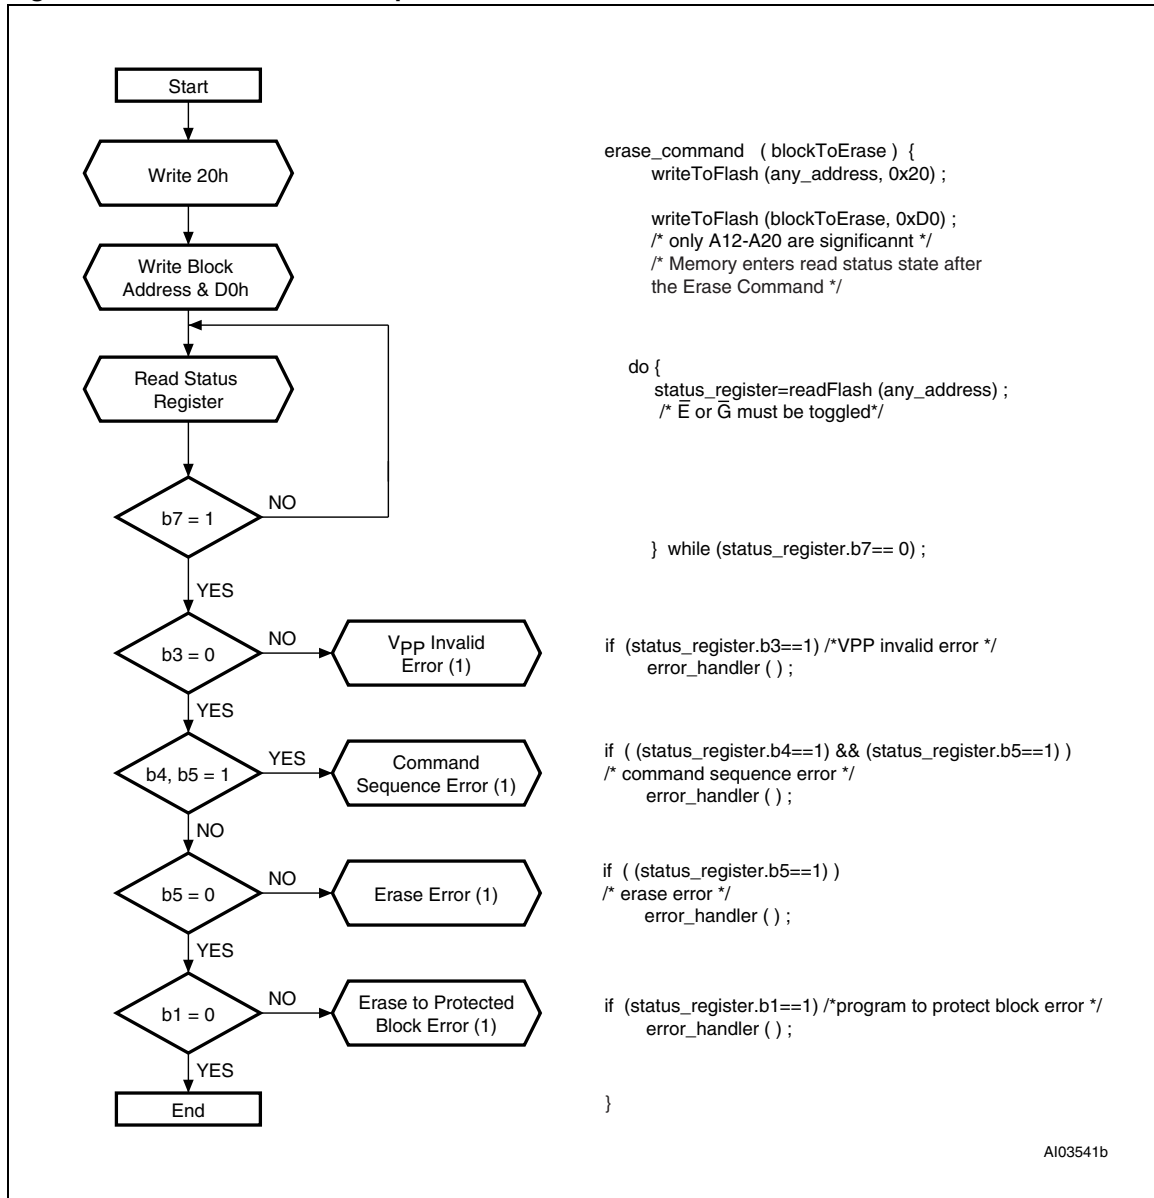 Start
Write 20h
Write Block
Address & D0h
Read Status
Register
b7 = 1
NO
YES
b3 = 0
NO
VPP Invalid
Error (1)
YES
b4, b5 = 1
YES
Command
Sequence Error (1)
NO
b5 = 0
NO
Erase Error (1)
YES
b1 = 0
NO
Erase to Protected
Block Error (1)
YES
End
erase_command ( blockToErase ) {
writeToFlash (any_address, 0x20) ;
writeToFlash (blockToErase, 0xD0) ;
/* only A12-A20 are significannt */
/* Memory enters read status state after
the Erase Command */
do {
status_register=readFlash (any_address) ;
/* E̅ or G̅ must be toggled*/
} while (status_register.b7== 0) ;
if (status_register.b3==1) /*VPP invalid error */
error_handler ( ) ;
if ( (status_register.b4==1) && (status_register.b5==1) )
/* command sequence error */
error_handler ( ) ;
if ( (status_register.b5==1) )
/* erase error */
error_handler ( ) ;
if (status_register.b1==1) /*program to protect block error */
error_handler ( ) ;
}
AI03541b